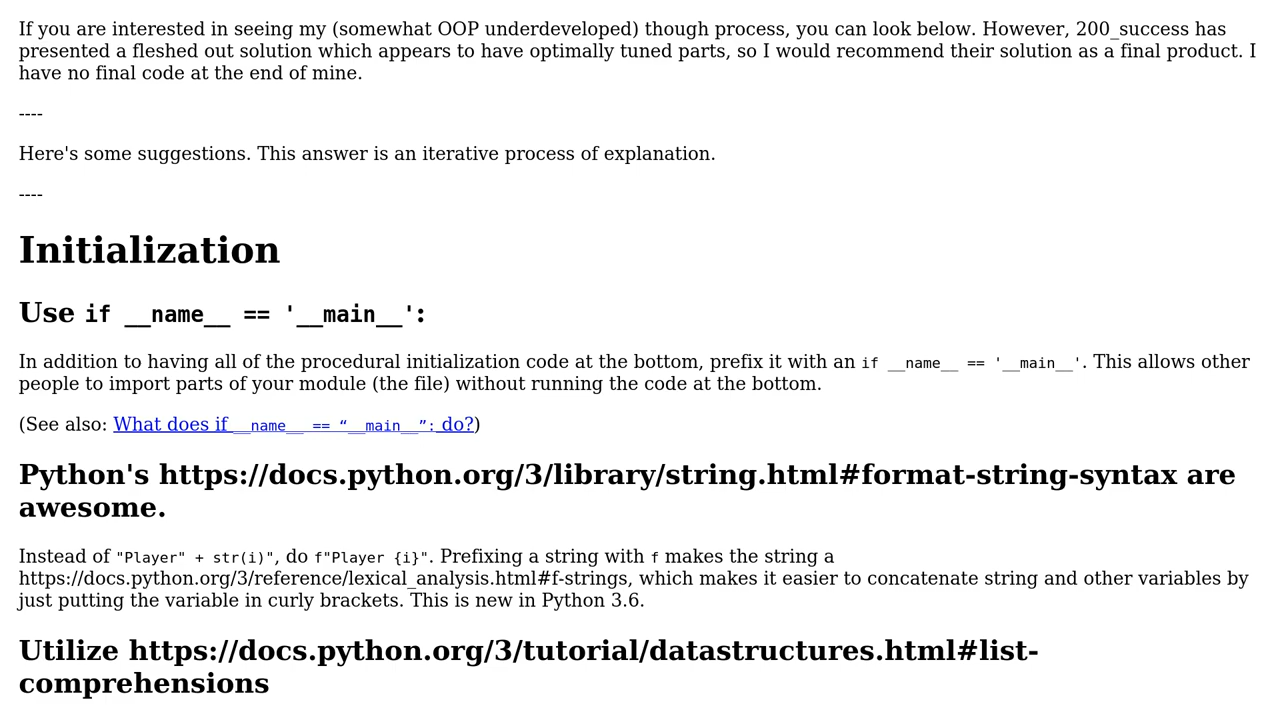 If you are interested in seeing my (somewhat OOP underdeveloped) though process, you can look below. However, 200_success has
presented a fleshed out solution which appears to have optimally tuned parts, so I would recommend their solution as a final product. I
have no final code at the end of mine.
----
Here's some suggestions. This answer is an iterative process of explanation.
----
Initialization
Use if __name__ == '__main__':
In addition to having all of the procedural initialization code at the bottom, prefix it with an if __name__ == '__main__'. This allows other
people to import parts of your module (the file) without running the code at the bottom.
(See also: What does if __name__ == “__main__”: do?)
Python's https://docs.python.org/3/library/string.html#format-string-syntax are
awesome.
Instead of "Player" + str(i)", do f"Player {i}". Prefixing a string with f makes the string a
https://docs.python.org/3/reference/lexical_analysis.html#f-strings, which makes it easier to concatenate string and other variables by
just putting the variable in curly brackets. This is new in Python 3.6.
Utilize https://docs.python.org/3/tutorial/datastructures.html#list-
comprehensions